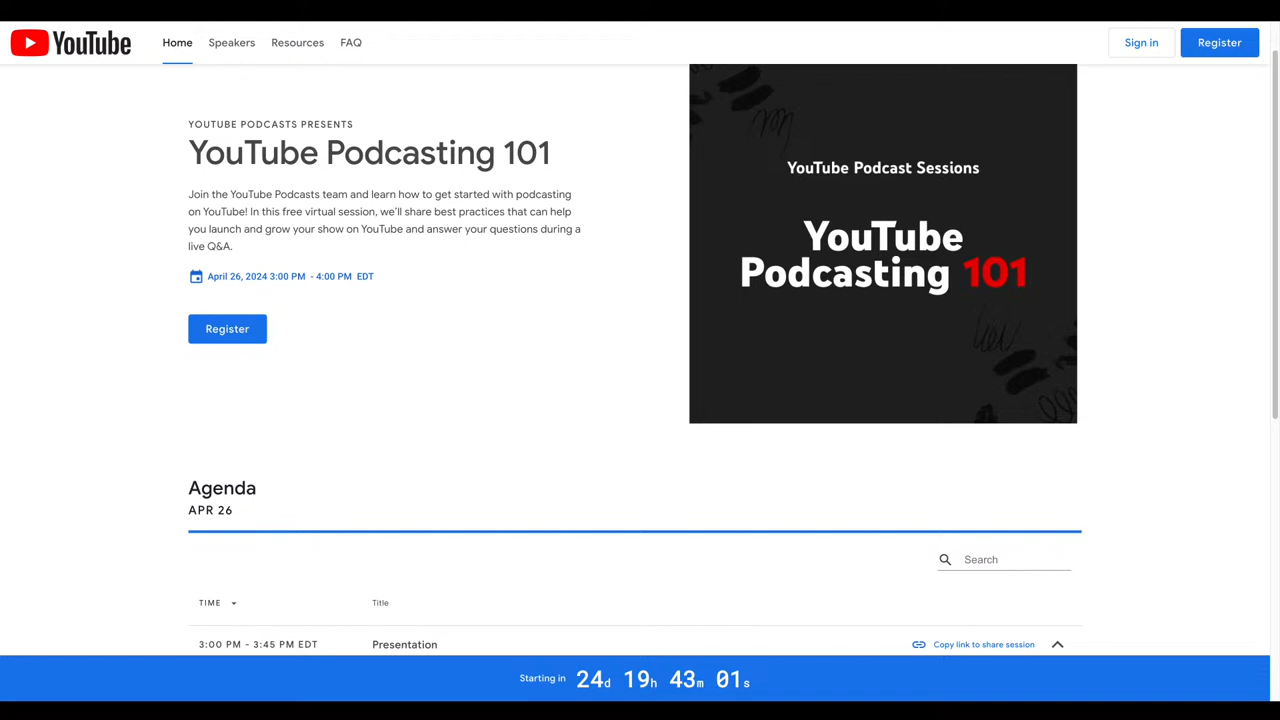 YouTube
Home
Speakers
Resources
FAQ
Sign in
Register
YOUTUBE PODCASTS PRESENTS
YouTube Podcasting 101
Join the YouTube Podcasts team and learn how to get started with podcasting
on YouTube! In this free virtual session, we'll share best practices that can help
you launch and grow your show on YouTube and answer your questions during a
live Q&A.
April 26, 2024 3:00 PM - 4:00 PM EDT
Register
YouTube Podcast Sessions
YouTube
Podcasting 101
Agenda
APR 26
Search
TIME
Title
3:00 PM - 3:45 PM EDT
Presentation
Copy link to share session
Starting in 24d 19h 43m 01s